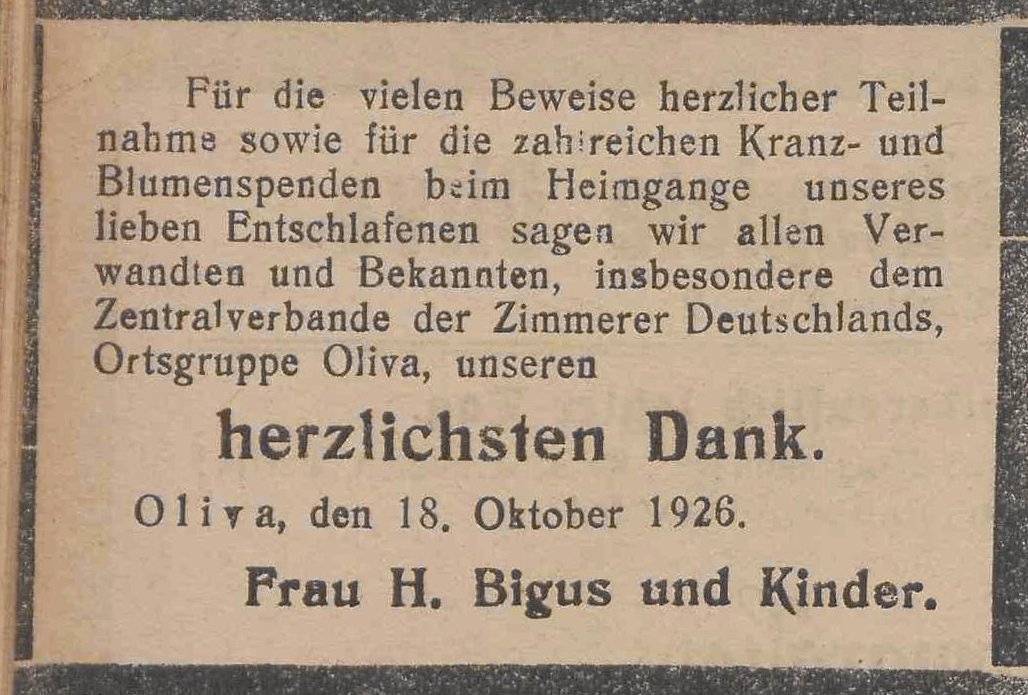 Für die vielen Beweise herzlicher Teil-
nahme sowie für die zahlreichen Kranz- und
Blumenspenden beim Heimgange unseres
lieben Entschlafenen sagen wir allen Ver-
wandten und Bekannten, insbesondere dem
Zentralverbande der Zimmerer Deutschlands,
Ortsgruppe Oliva, unseren
herzlichsten Dank.
Oliva, den 18. Oktober 1926.
Frau H. Bigus und Kinder.